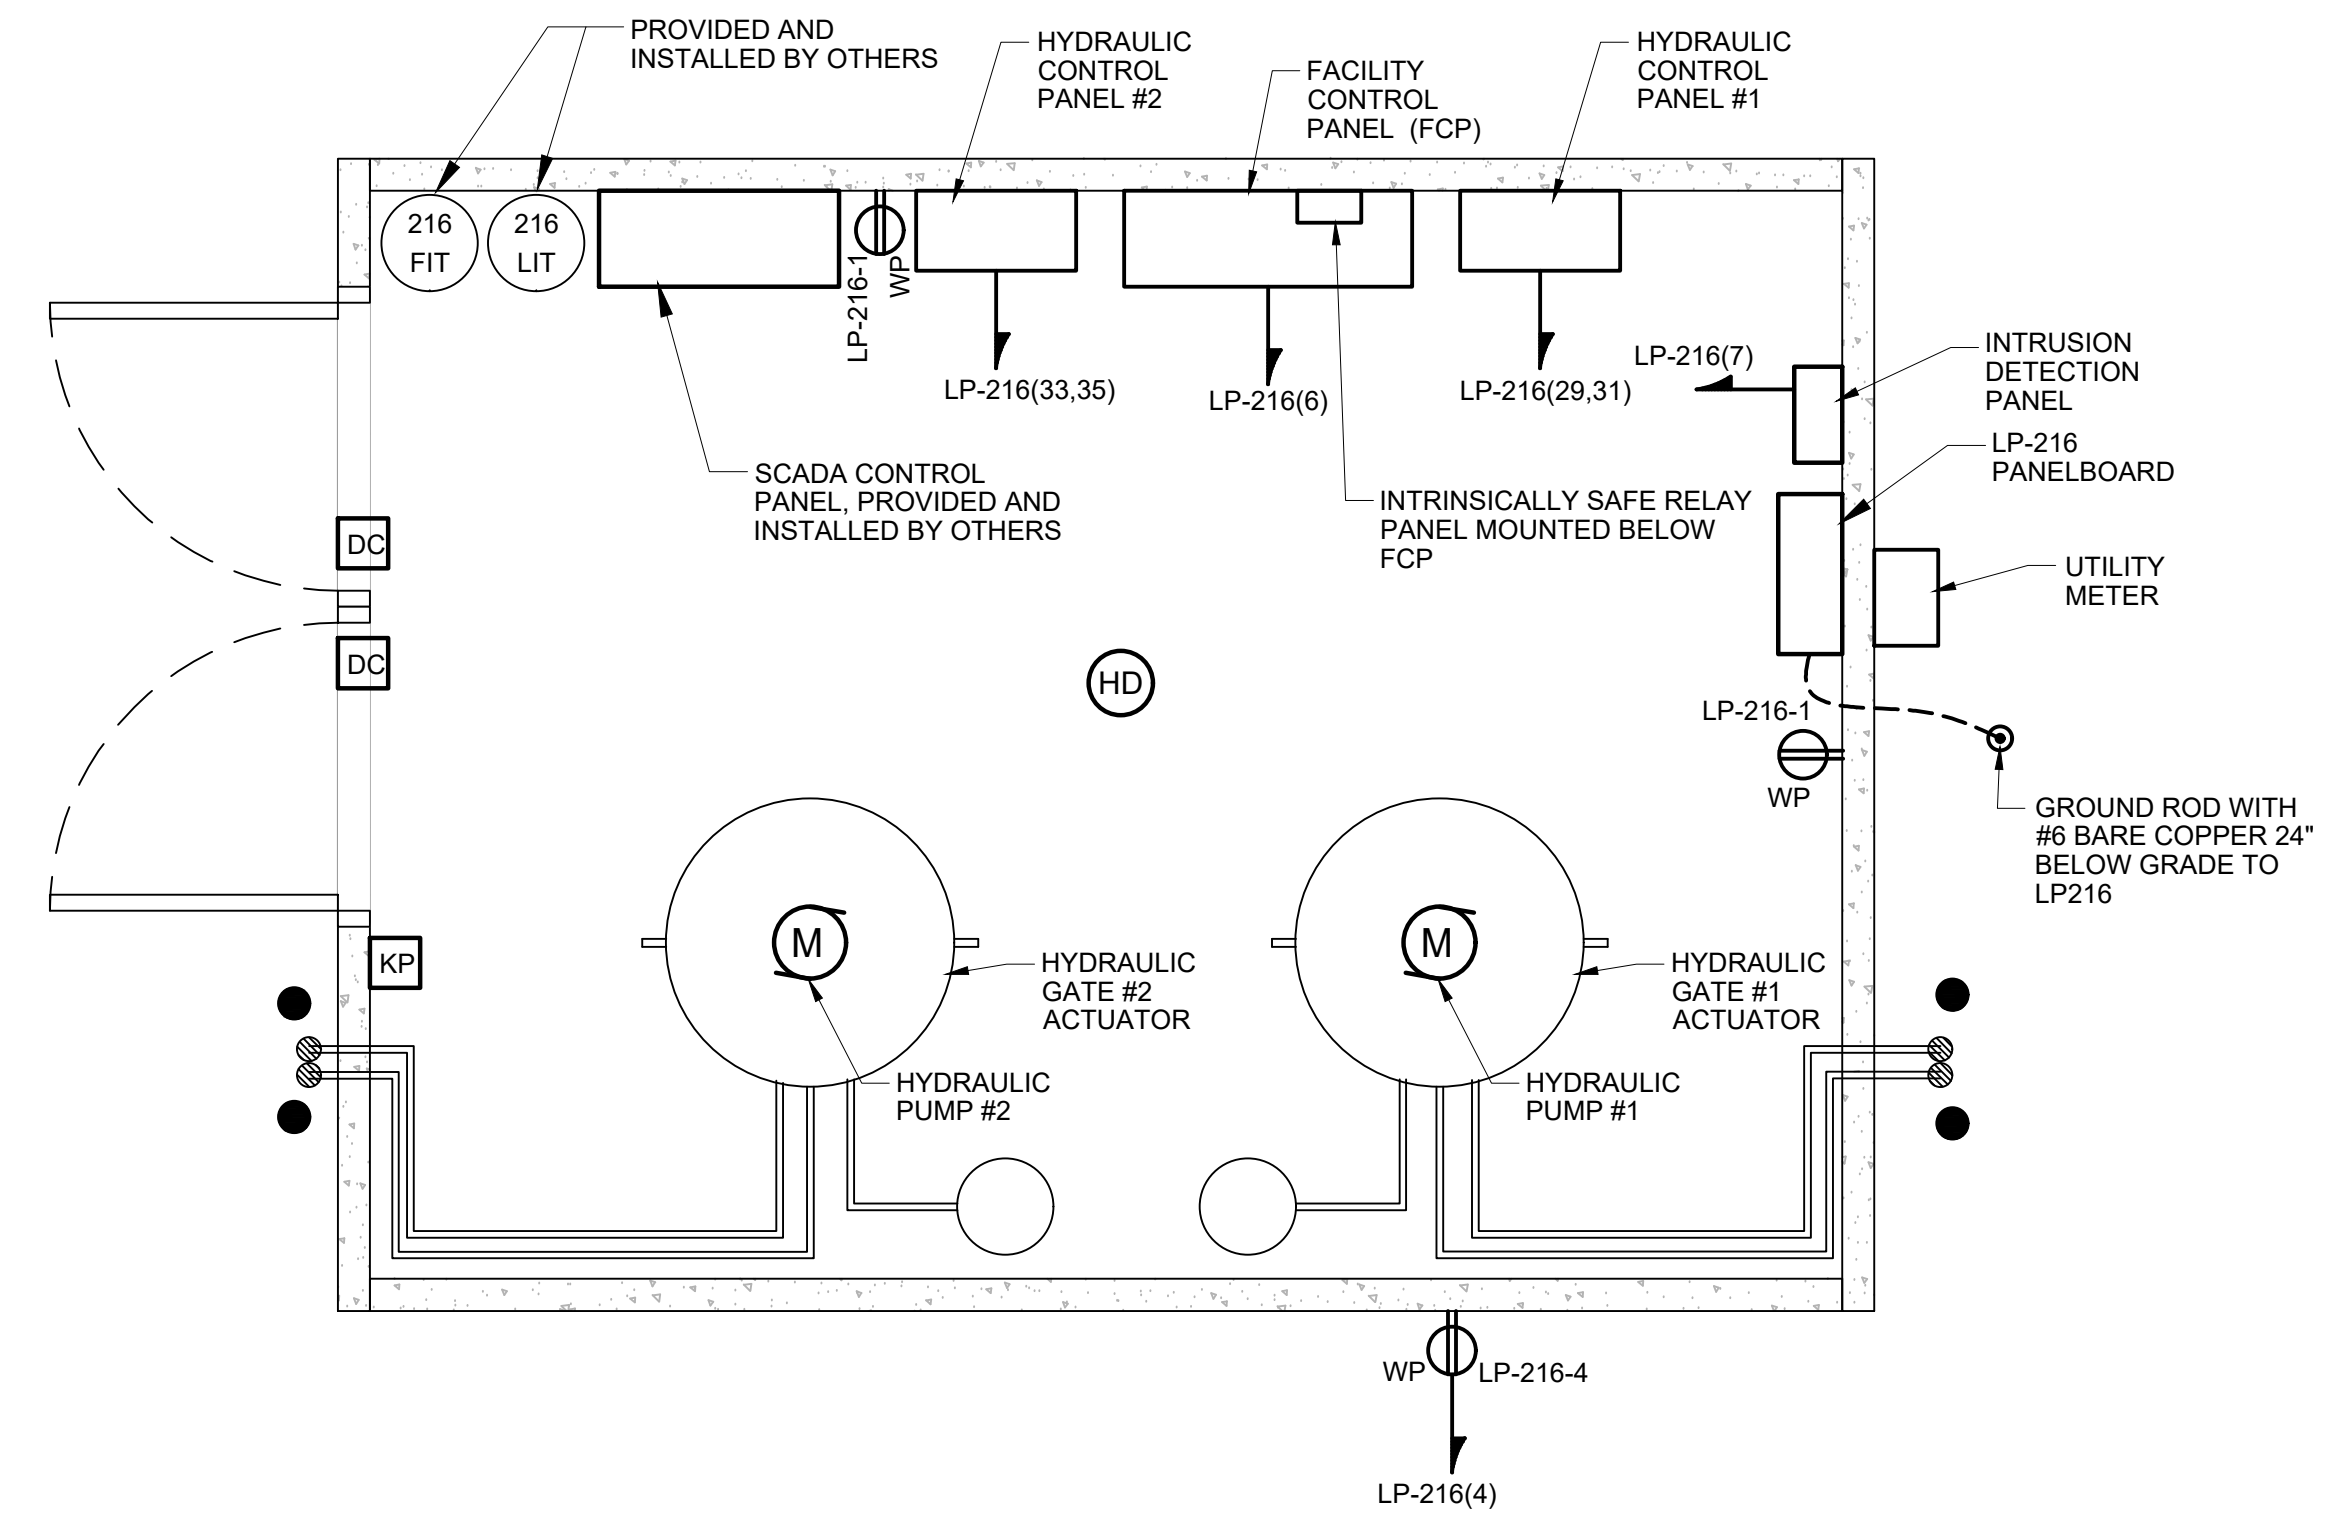 PROVIDED AND
INSTALLED BY OTHERS
HYDRAULIC
CONTROL
PANEL #2
FACILITY
CONTROL
PANEL (FCP)
HYDRAULIC
CONTROL
PANEL #1
216
FIT
216
LIT
LP-216-1
WP
LP-216(33,35)
LP-216(6)
LP-216(29,31)
LP-216(7)
INTRUSION
DETECTION
PANEL
LP-216
PANELBOARD
SCADA CONTROL
PANEL, PROVIDED AND
INSTALLED BY OTHERS
INTRINSICALLY SAFE RELAY
PANEL MOUNTED BELOW
FCP
UTILITY
METER
DC
DC
HD
LP-216-1
WP
GROUND ROD WITH
#6 BARE COPPER 24"
BELOW GRADE TO
LP216
KP
M
M
HYDRAULIC
GATE #2
ACTUATOR
HYDRAULIC
GATE #1
ACTUATOR
HYDRAULIC
PUMP #2
HYDRAULIC
PUMP #1
WP
LP-216-4
LP-216(4)